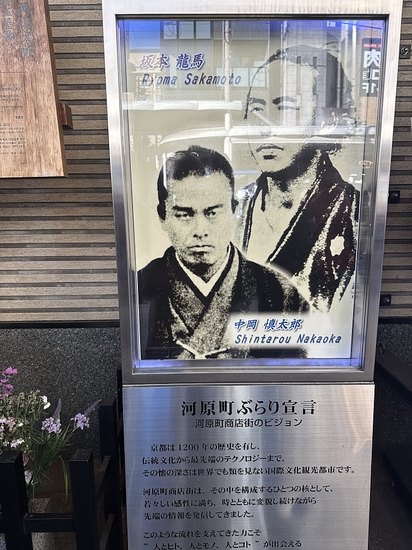 坂本 龍馬
Ryoma Sakamoto
中岡 慎太郎
Shintarou Nakaoka
河原町ぶらり宣言
河原町商店街のビジョン
京都は1200年の歴史を有し、
伝統文化から最先端のテクノロジーまで、
その懐の深さは世界でも類を見ない国際文化観光都市です。
河原町商店街は、その中を構成するひとつの核として、
若々しい感性に満ち、時とともに変貌し続けながら
先端の情報を発信してきました。
このような流れを支えてきた力こそ
"人とヒト、人とモノ、人とコト"が出会える